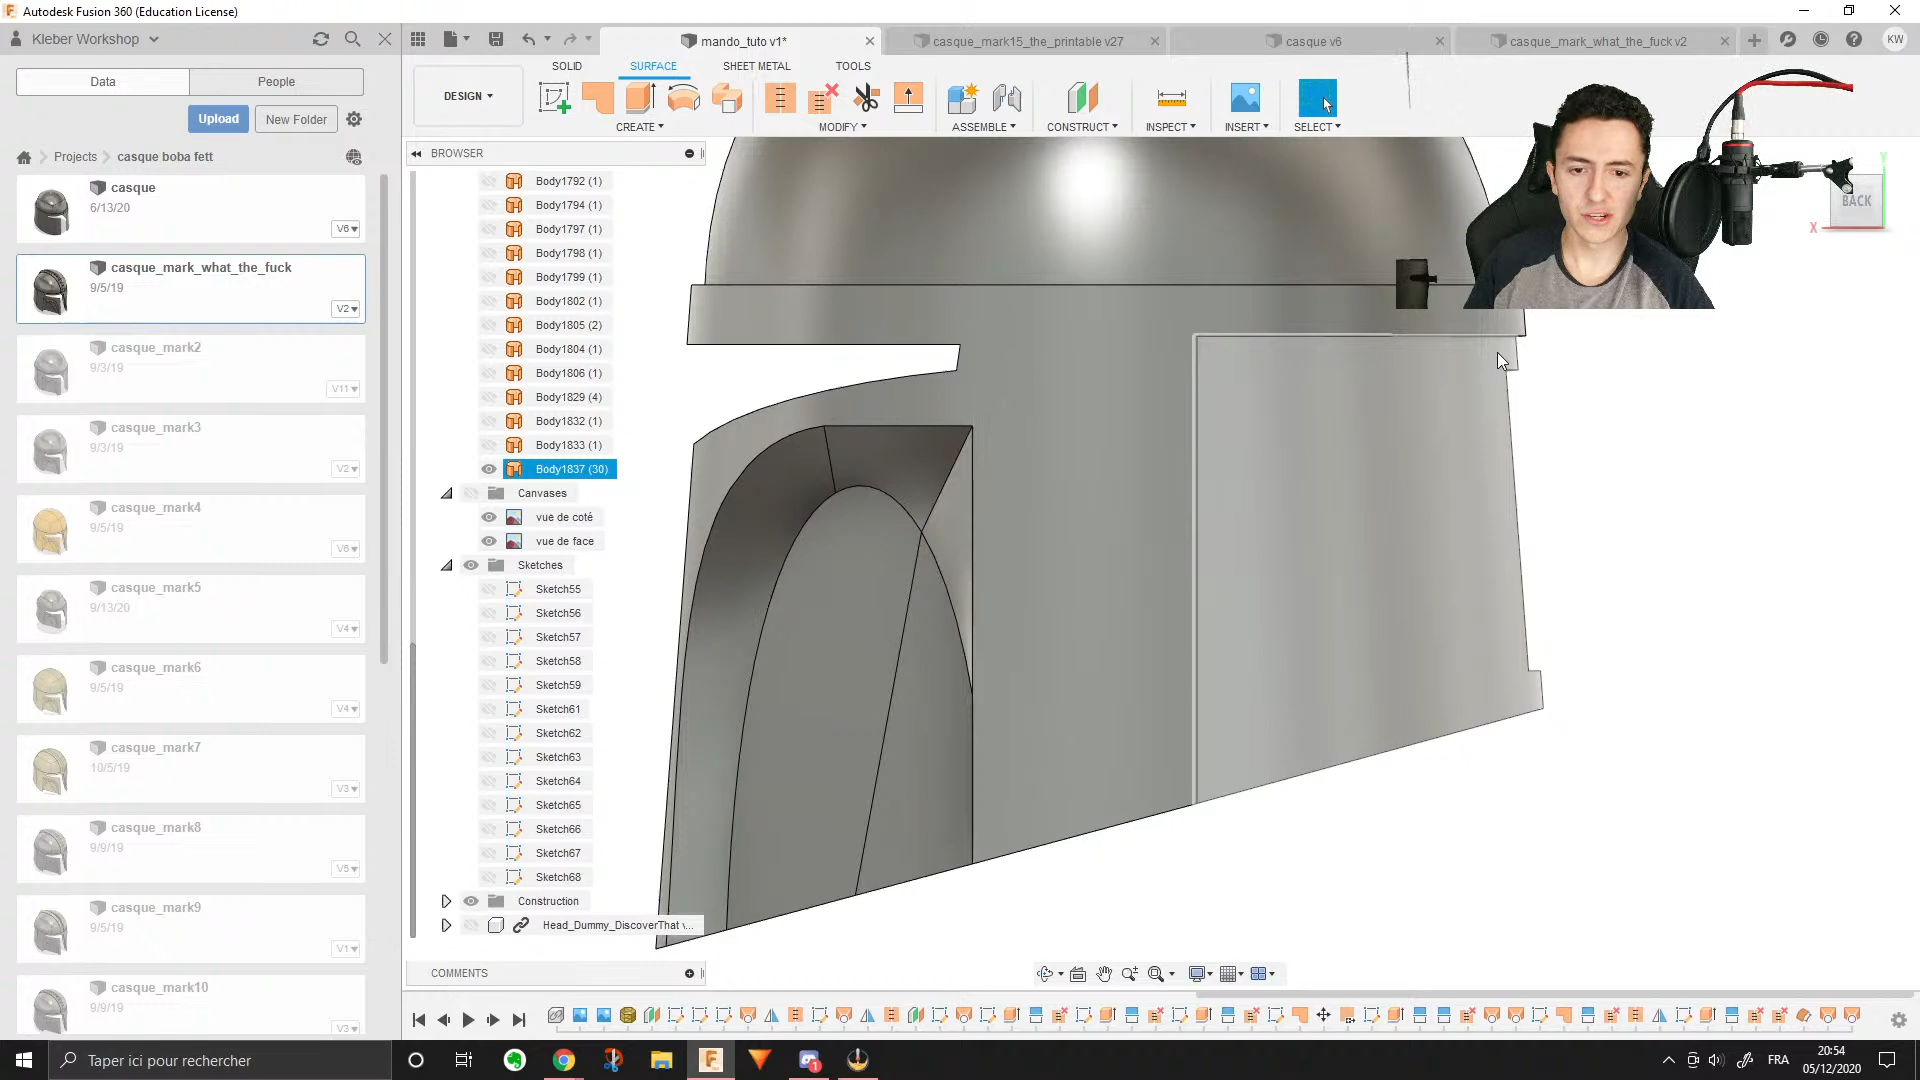 Autodesk Fusion 360 (Education License)
Kleber Workshop
mando_tuto v1*
casque_mark15_the_printable v27
casque v6
casque_mark_what_the_fuck v2
KW
Data
People
Upload
New Folder
Projects
casque boba fett
casque
6/13/20
V6
casque_mark_what_the_fuck
9/5/19
V2
casque_mark2
9/3/19
V11
casque_mark3
9/3/19
V2
casque_mark4
9/5/19
V6
casque_mark5
9/13/20
V4
casque_mark6
9/5/19
V4
casque_mark7
10/5/19
V3
casque_mark8
9/9/19
V5
casque_mark9
9/5/19
V1
casque_mark10
9/9/19
V3
SOLID
SURFACE
SHEET METAL
TOOLS
DESIGN
CREATE
MODIFY
ASSEMBLE
CONSTRUCT
INSPECT
INSERT
SELECT
BROWSER
Body1792 (1)
Body1794 (1)
Body1797 (1)
Body1798 (1)
Body1799 (1)
Body1802 (1)
Body1805 (2)
Body1804 (1)
Body1806 (1)
Body1829 (4)
Body1832 (1)
Body1833 (1)
Body1837 (30)
Canvases
vue de coté
vue de face
Sketches
Sketch55
Sketch56
Sketch57
Sketch58
Sketch59
Sketch61
Sketch62
Sketch63
Sketch64
Sketch65
Sketch66
Sketch67
Sketch68
Construction
Head_Dummy_DiscoverThat \...
COMMENTS
Y
BACK
X
Taper ici pour rechercher
1
FRA
20:54
05/12/2020